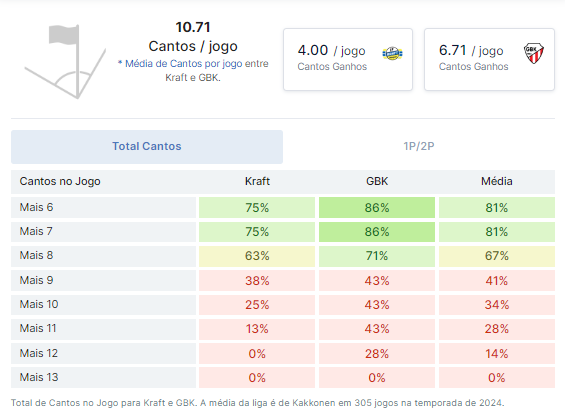 10.71
Cantos / jogo
* Média de Cantos por jogo entre
Kraft e GBK.
4.00 / jogo
Cantos Ganhos
6.71 / jogo
Cantos Ganhos
GBK
Total Cantos 1P/2P
Cantos no Jogo Kraft GBK Média
Mais 6 75% 86% 81%
Mais 7 75% 86% 81%
Mais 8 63% 71% 67%
Mais 9 38% 43% 41%
Mais 10 25% 43% 34%
Mais 11 13% 43% 28%
Mais 12 0% 28% 14%
Mais 13 0% 0% 0%
Total de Cantos no Jogo para Kraft e GBK. A média da liga é de Kakkonen em 305 jogos na temporada de 2024.